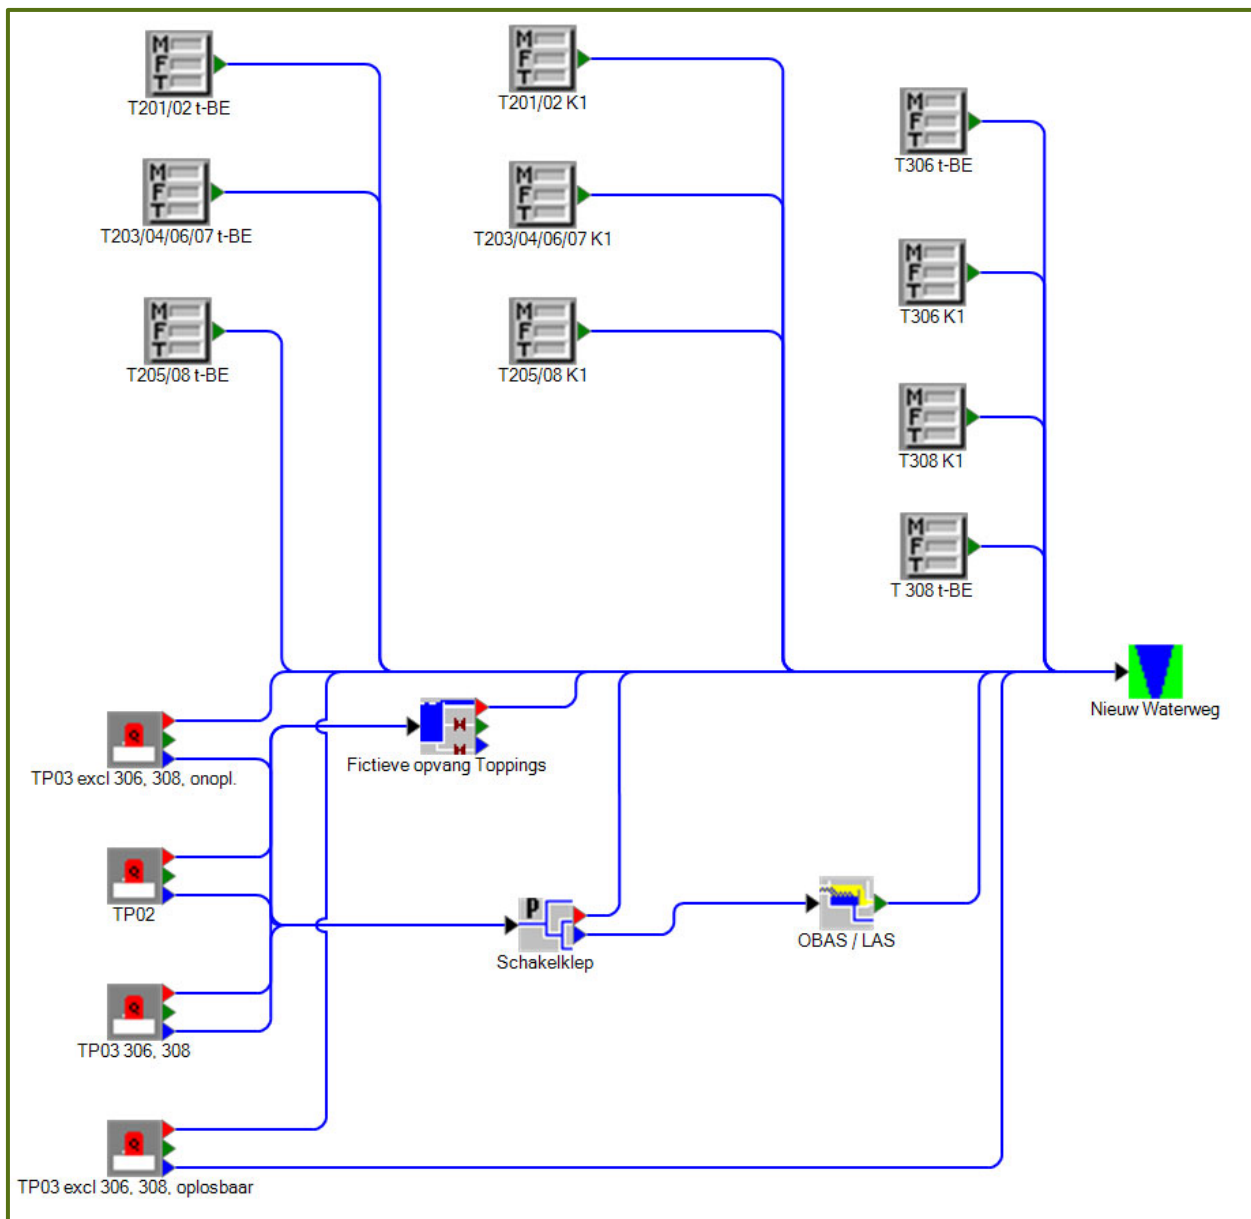 M
F
T
T201/02 t-BE
M
F
T
T201/02 K1
M
F
T
T306 t-BE
M
F
T
T203/04/06/07 t-BE
M
F
T
T203/04/06/07 K1
M
F
T
T306 K1
M
F
T
T205/08 t-BE
M
F
T
T205/08 K1
M
F
T
T308 K1
M
F
T
T 308 t-BE
Nieuw Waterweg
Q
TP03 excl 306, 308, onopl.
Fictieve opvang Toppings
Q
TP02
P
Schakelklep
OBAS / LAS
Q
TP03 306, 308
Q
TP03 excl 306, 308, oplosbaar